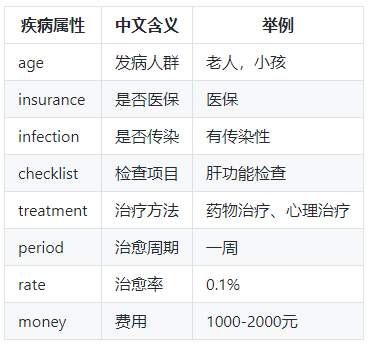 疾病属性 中文含义 举例
age 发病人群 老人，小孩
insurance 是否医保 医保
infection 是否传染 有传染性
checklist 检查项目 肝功能检查
treatment 治疗方法 药物治疗、心理治疗
period 治愈周期 一周
rate 治愈率 0.1%
money 费用 1000-2000元